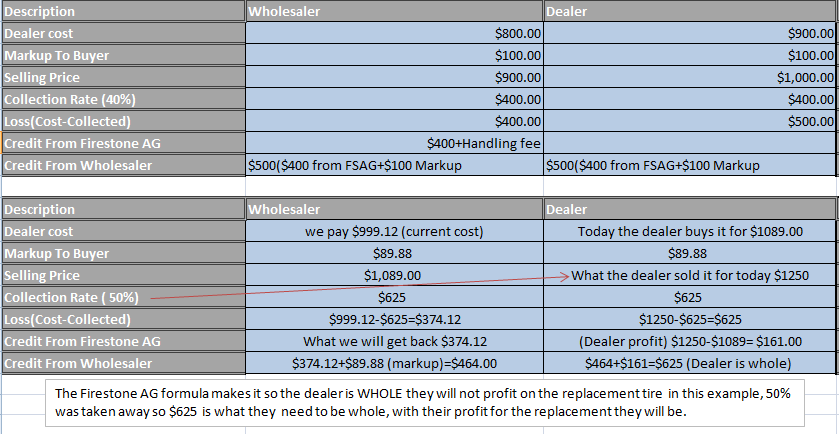 Description Wholesaler Dealer
Dealer cost $800.00 $900.00
Markup To Buyer $100.00 $100.00
Selling Price $900.00 $1,000.00
Collection Rate (40%) $400.00 $400.00
Loss(Cost-Collected) $400.00 $500.00
Credit From Firestone AG $400+Handling fee
Credit From Wholesaler $500($400 from FSAG+$100 Markup $500($400 from FSAG+$100 Markup
Description Wholesaler Dealer
Dealer cost we pay $999.12 (current cost) Today the dealer buys it for $1089.00
Markup To Buyer $89.88 $89.88
Selling Price $1,089.00 What the dealer sold it for today $1250
Collection Rate ( 50%) $625 $625
Loss(Cost-Collected) $999.12-$625=$374.12 $1250-$625=$625
Credit From Firestone AG What we will get back $374.12 (Dealer profit) $1250-$1089= $161.00
Credit From Wholesaler $374.12+$89.88 (markup)=$464.00 $464+$161=$625 (Dealer is whole)
The Firestone AG formula makes it so the dealer is WHOLE they will not profit on the replacement tire in this example, 50%
was taken away so $625 is what they need to be whole, with their profit for the replacement they will be.